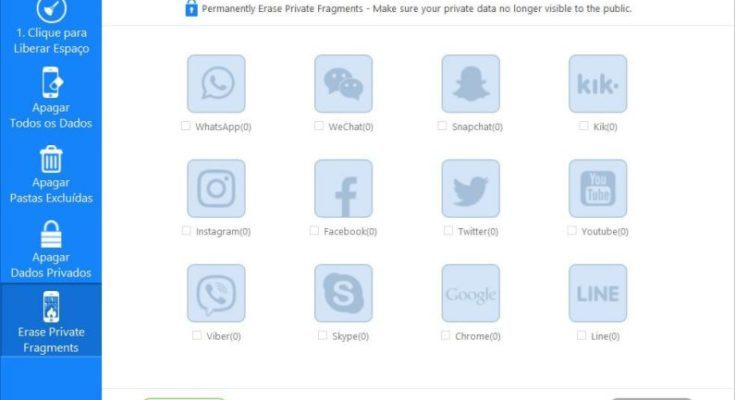 Permanently Erase Private Fragments - Make sure your private data no longer visible to the public.
1. Clique para
Liberar Espaço
Apagar
Todos os Dados
Apagar
Pastas Excluídas
Apagar
Dados Privados
Erase Private
Fragments
kik.
WhatsApp(0)
WeChat(0)
Snapchat(0)
Kik(0)
f
You
Tube
Instagram(0)
Facebook(0)
Twitter(0)
Youtube(0)
S
Google
LINE
Viber(0)
Skype(0)
Chrome(0)
Line(0)